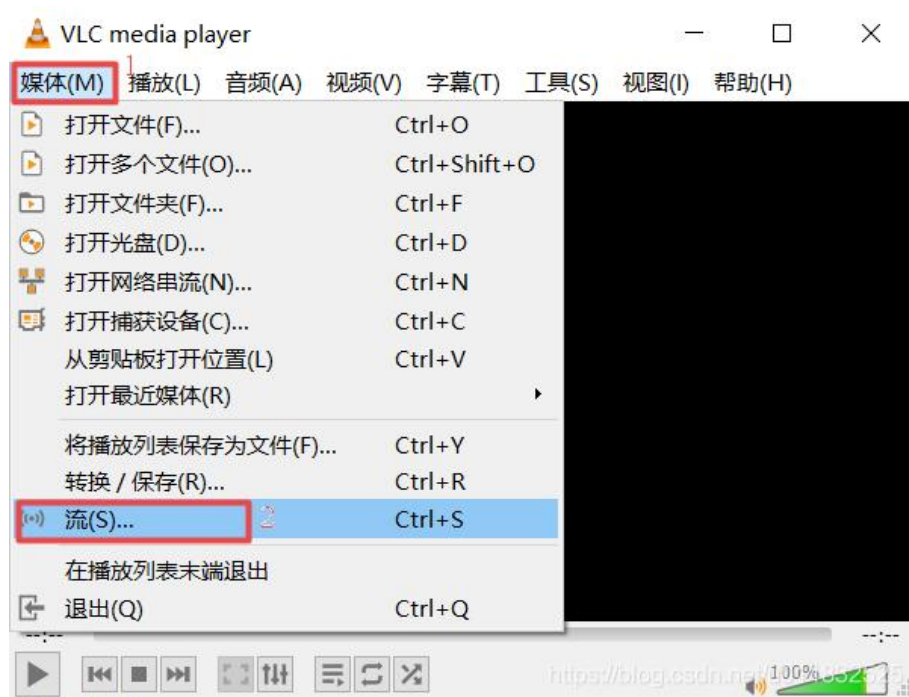 VLC media player
媒体(M) 1 播放(L) 音频(A) 视频(V) 字幕(T) 工具(S) 视图(I) 帮助(H)
打开文件(F)... Ctrl+O
打开多个文件(O)... Ctrl+Shift+O
打开文件夹(F)... Ctrl+F
打开光盘(D)... Ctrl+D
打开网络串流(N)... Ctrl+N
打开捕获设备(C)... Ctrl+C
从剪贴板打开位置(L) Ctrl+V
打开最近媒体(R)
将播放列表保存为文件(F)... Ctrl+Y
转换 / 保存(R)... Ctrl+R
流(S)... 2 Ctrl+S
在播放列表末端退出
退出(Q) Ctrl+Q
--:-- --:--
https://blog.csdn.net 100%